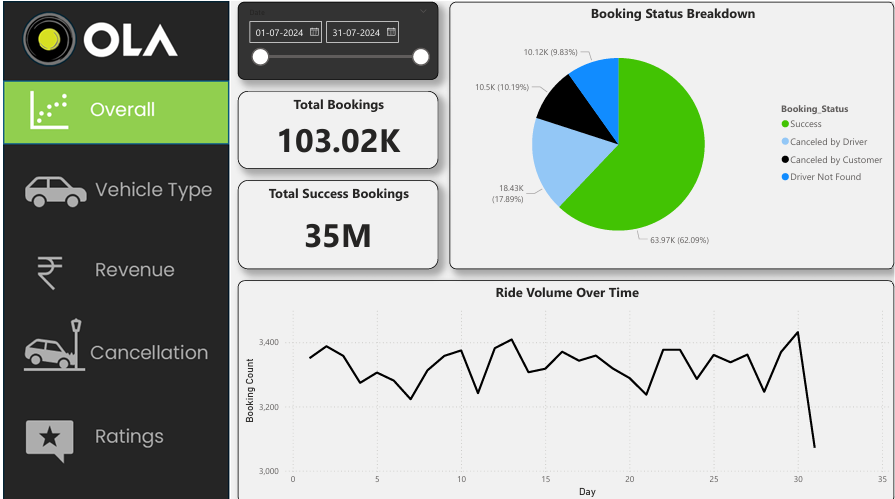 OLA
Overall
Vehicle Type
Revenue
Cancellation
Ratings
Date
01-07-2024 31-07-2024
Total Bookings
103.02K
Total Success Bookings
35M
Booking Status Breakdown
10.12K (9.83%)
10.5K (10.19%)
18.43K
(17.89%)
63.97K (62.09%)
Booking_Status
Success
Canceled by Driver
Canceled by Customer
Driver Not Found
Ride Volume Over Time
Booking Count
3,400
3,200
3,000
0 5 10 15 20 25 30 35
Day